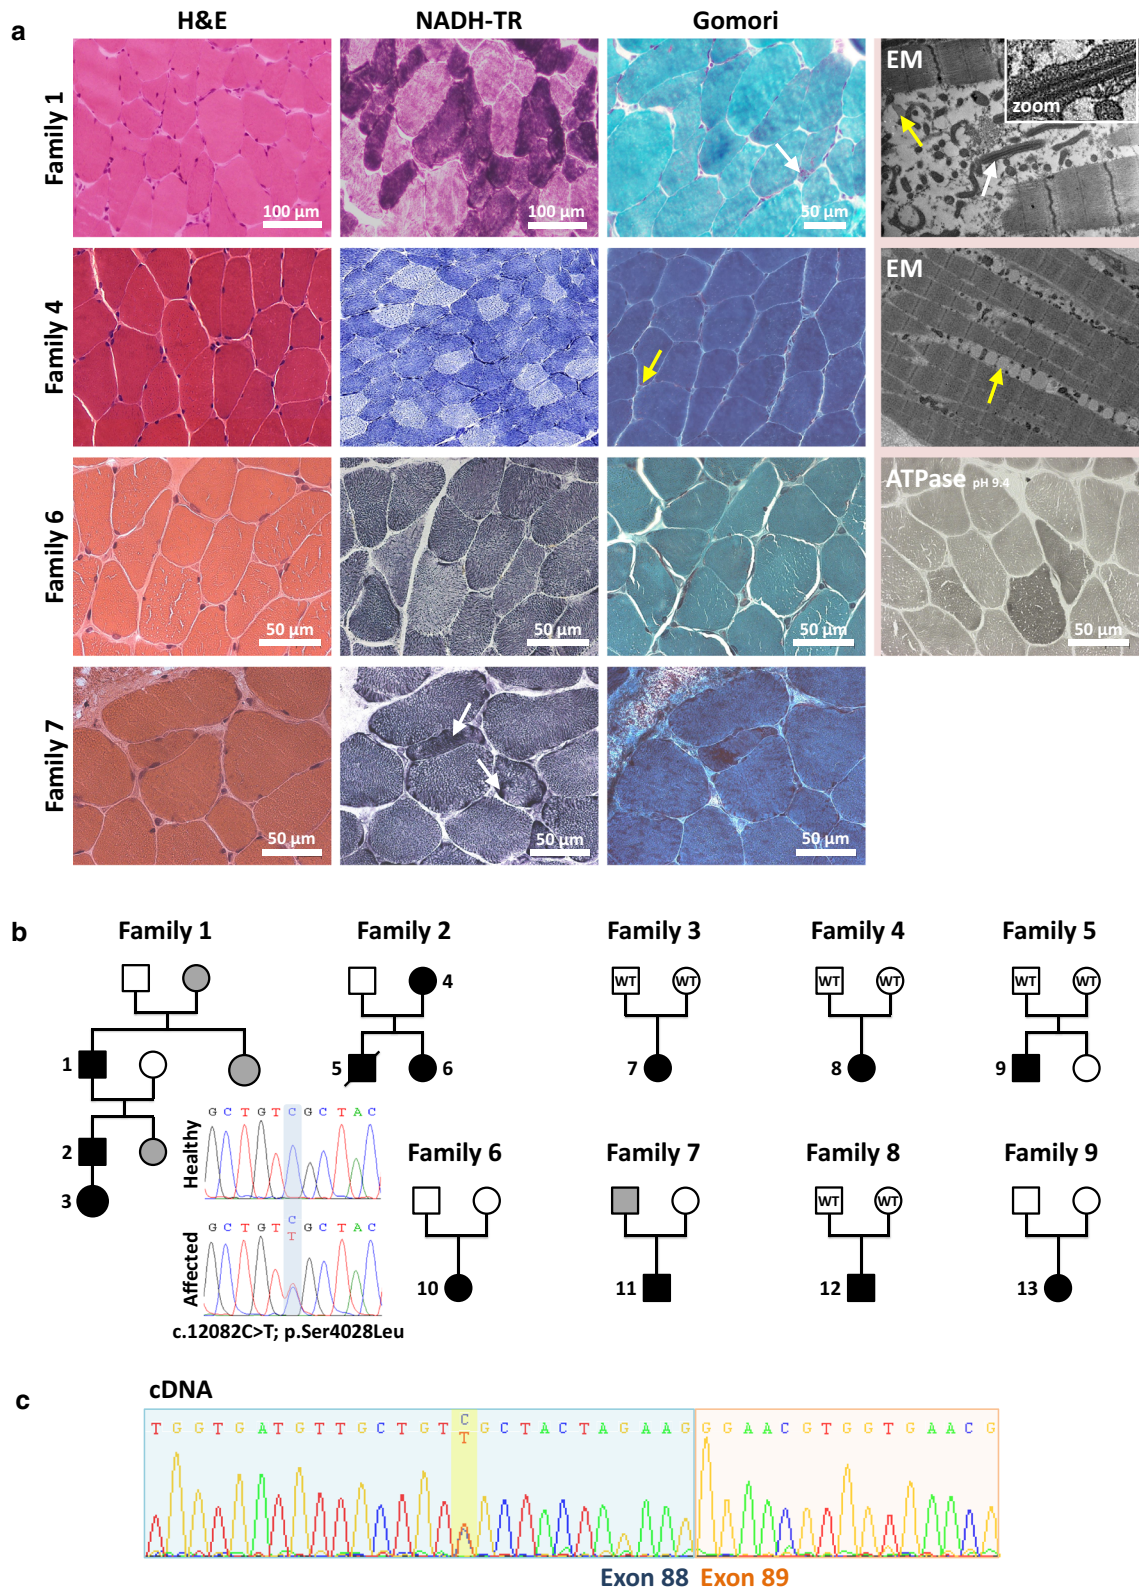 a
H&E
NADH-TR
Gomori
Family 1
100 µm
100 µm
50 µm
EM
zoom
Family 4
EM
Family 6
50 µm
50 µm
50 µm
ATPase pH 9.4
50 µm
Family 7
50 µm
50 µm
50 µm
b
Family 1
Family 2
Family 3
Family 4
Family 5
4
WT WT
WT WT
WT WT
1
5
6
7
8
9
2
3
Healthy
G C T G T C G C T A C
Affected
G C T G T C G C T A C
T
c.12082C>T; p.Ser4028Leu
Family 6
Family 7
Family 8
Family 9
WT WT
10
11
12
13
c
cDNA
T G G T G A T G T T G C T G T C G C T A C T A G A A G G G A A C G T G G T G A A C G
T
Exon 88 Exon 89